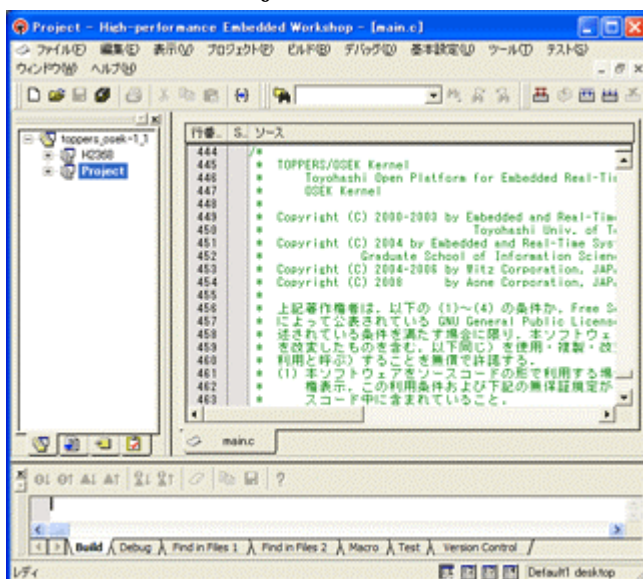 Project - High-performance Embedded Workshop - [main.c]
ファイル(F) 編集(E) 表示(V) プロジェクト(P) ビルド(B) デバッグ(D) 基本設定(U) ツール(T) テスト(S)
ウィンドウ(W) ヘルプ(H)
toppers_osek-1_1
H2368
Project
行番... S.. ソース
444 /*
445 * TOPPERS/OSEK Kernel
446 * Toyohashi Open Platform for Embedded Real-Ti
447 * OSEK Kernel
448 *
449 * Copyright (C) 2000-2003 by Embedded and Real-Time
450 * Toyohashi Univ. of T
451 * Copyright (C) 2004 by Embedded and Real-Time Sys
452 * Graduate School of Information Scien
453 * Copyright (C) 2004-2006 by Witz Corporation, JAP
454 * Copyright (C) 2008 by Aone Corporation, JAP
455 *
456 * 上記著作権者は，以下の (1)~(4) の条件か，Free S
457 * によって公表されている GNU General Public Licens
458 * 述されている条件を満たす場合に限り，本ソフトウェ
459 * を改変したものを含む．以下同じ）を使用・複製・改
460 * 利用と呼ぶ）することを無償で許諾する．
461 * (1) 本ソフトウェアをソースコードの形で利用する場
462 * 権表示，この利用条件および下記の無保証規定が
463 * スコード中に含まれていること．
main.c
Build Debug Find in Files 1 Find in Files 2 Macro Test Version Control
レディ Default1 desktop